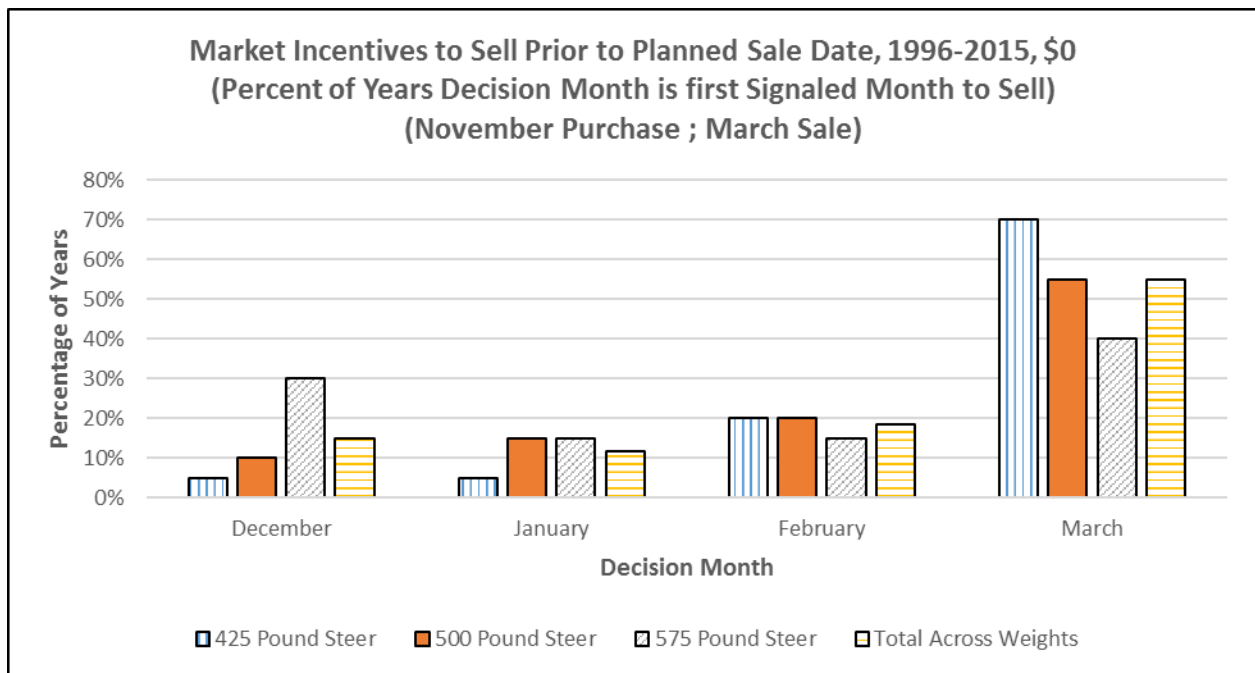 Market Incentives to Sell Prior to Planned Sale Date, 1996-2015, $0
(Percent of Years Decision Month is first Signaled Month to Sell)
(November Purchase ; March Sale)
80%
70%
60%
50%
40%
30%
20%
10%
0%
Percentage of Years
December January February March
Decision Month
425 Pound Steer 500 Pound Steer 575 Pound Steer Total Across Weights